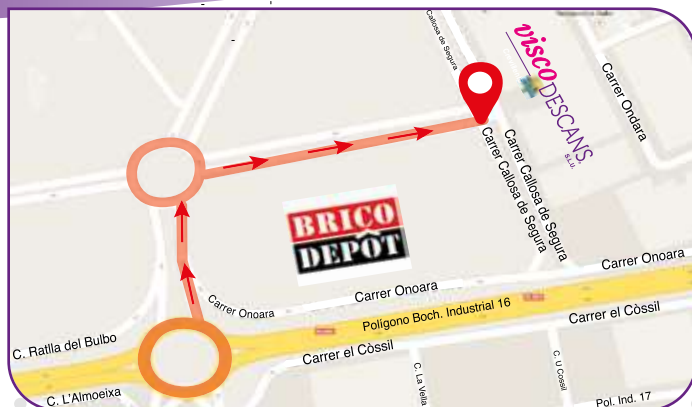 Callosa de Segura
visco
DESCANS,
S.L.U.
Carrer Ondara
Carrer Callosa de Segura
Carrer Callosa de Segura
BRICO
DEPÔT
Carrer Onoara
Carrer Onoara
Carrer Onoara
Polígono Boch. Industrial 16
Carrer el Còssil
Carrer el Còssil
C. Ratlla del Bulbo
C. L'Almoeixa
C. La Vella
C. U Cossil
Pol. Ind. 17